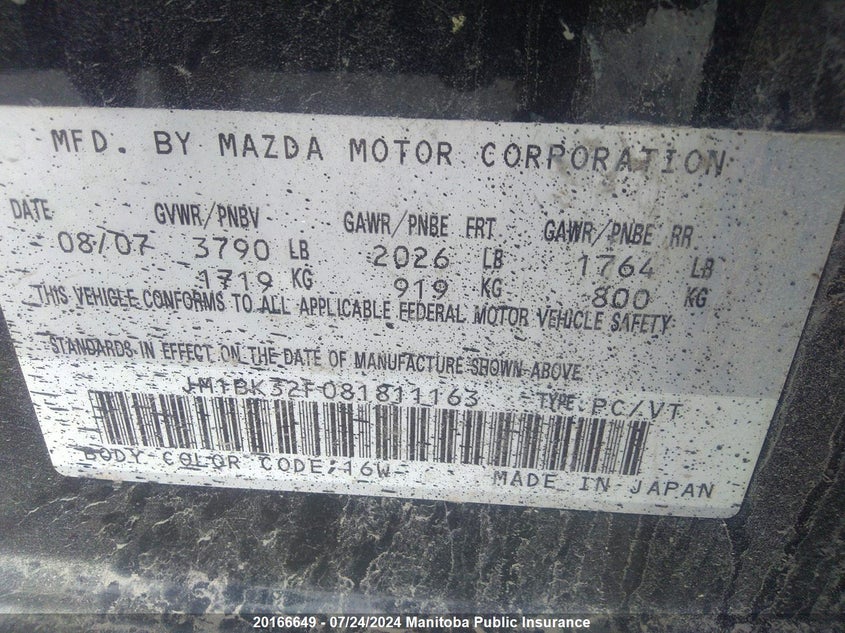 MFD. BY MAZDA MOTOR CORPORATION
DATE GVWR/PNBV GAWR/PNBE FRT GAWR/PNBE RR
08/07 3790 LB 2026 LB 1764 LB
1719 KG 919 KG 800 KG
THIS VEHICLE CONFORMS TO ALL APPLICABLE FEDERAL MOTOR VEHICLE SAFETY
STANDARDS IN EFFECT ON THE DATE OF MANUFACTURE SHOWN ABOVE
JM1BK32F081811163 TYPE: PC/VT
BODY COLOR CODE: 16W MADE IN JAPAN
20166649 - 07/24/2024 Manitoba Public Insurance